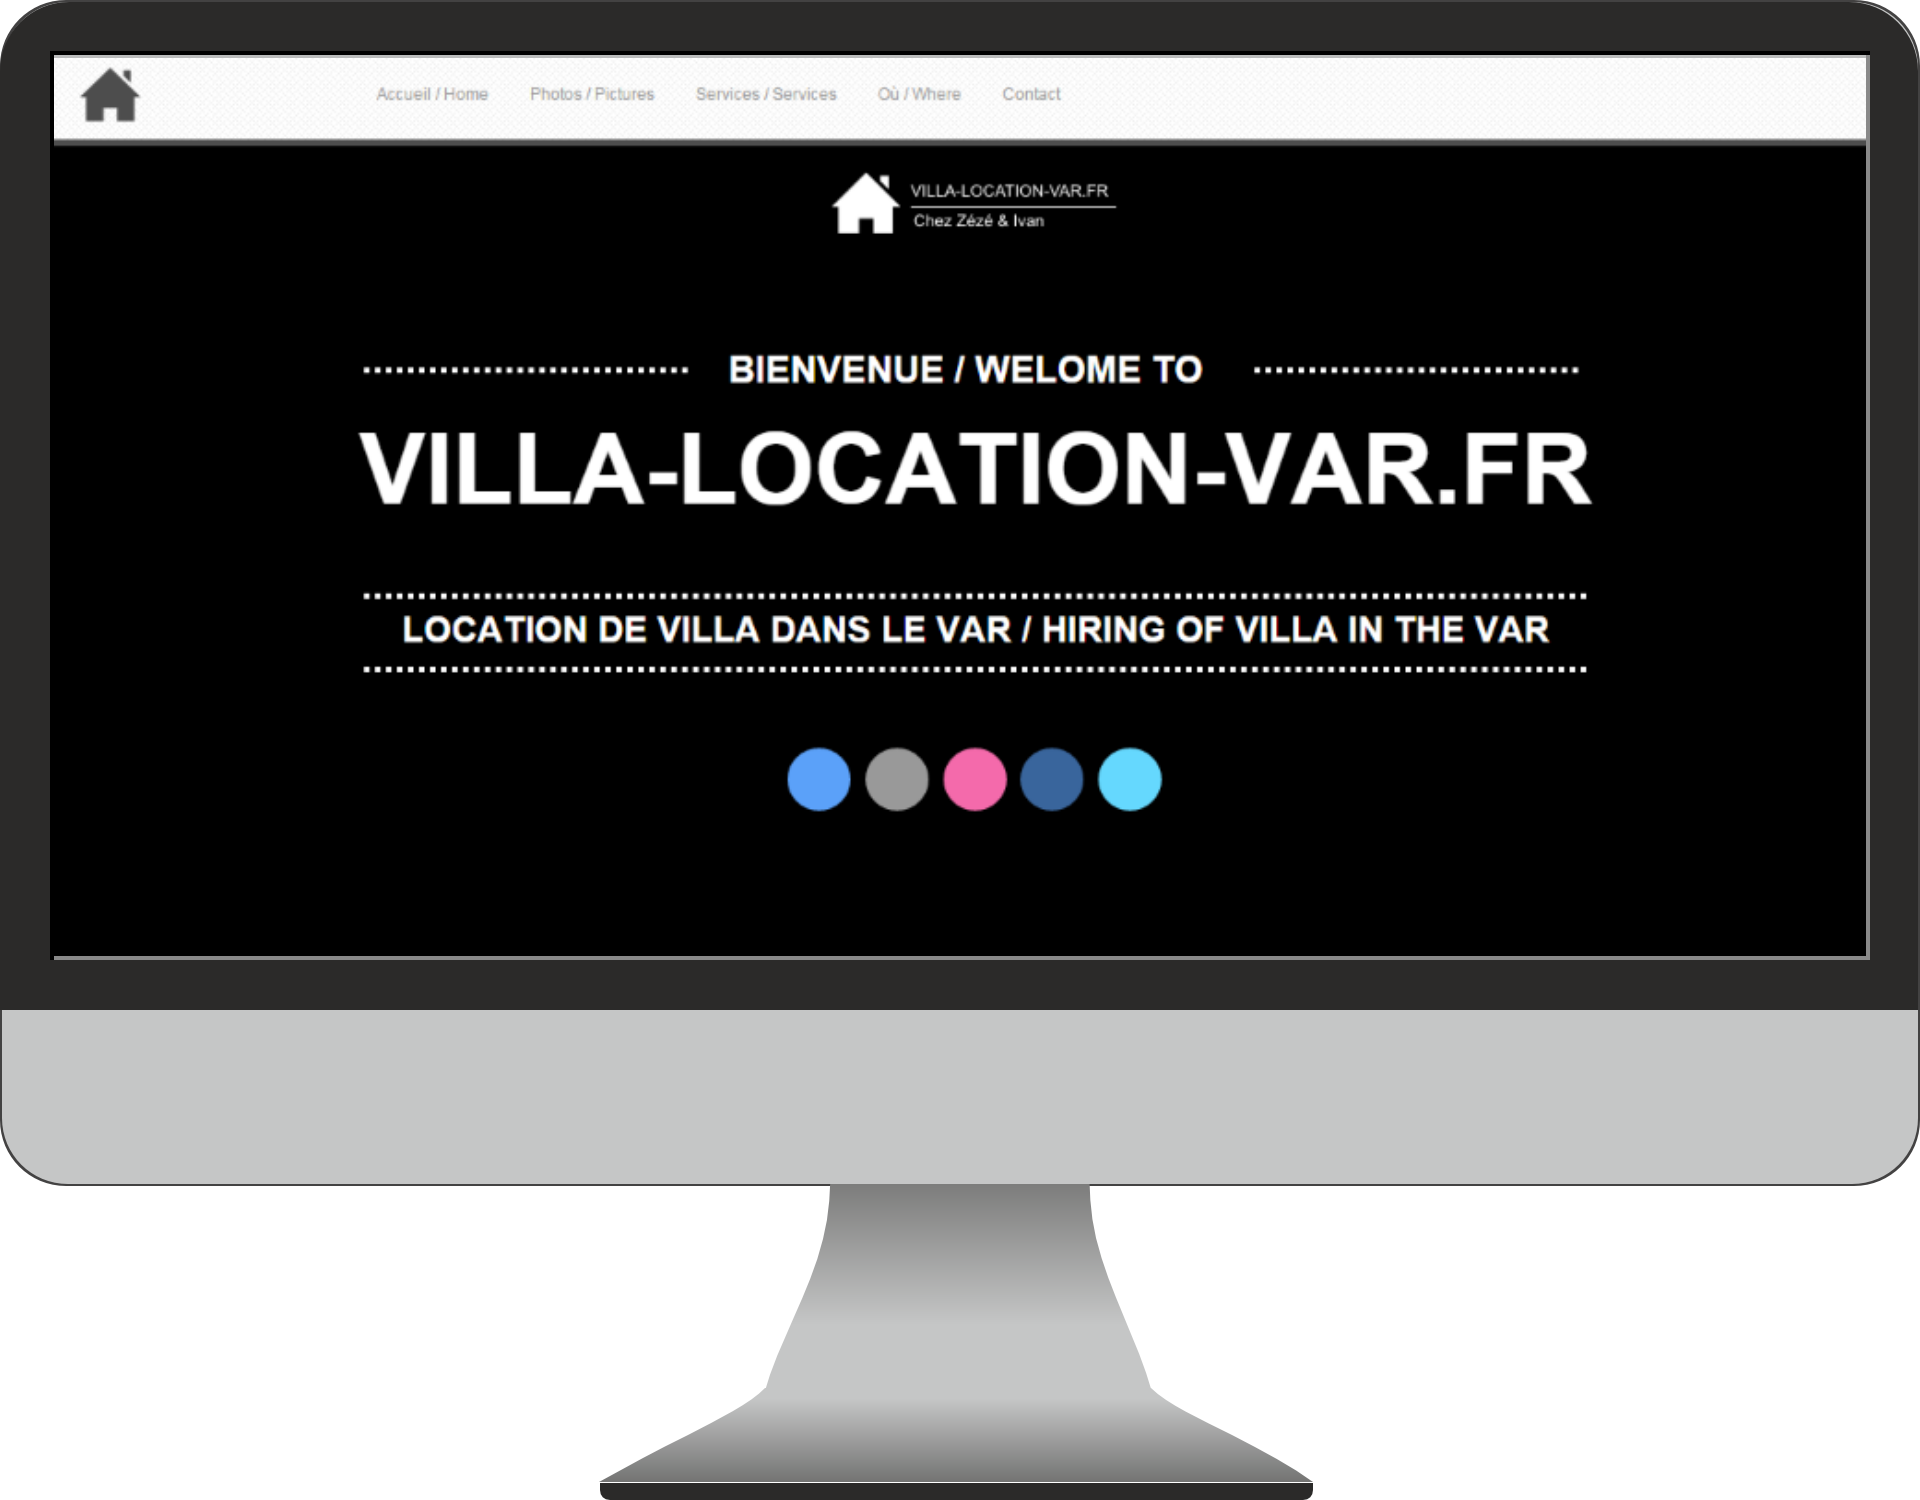 Accueil / Home Photos / Pictures Services / Services Où / Where Contact
VILLA-LOCATION-VAR.FR
Chez Zézé & Ivan
BIENVENUE / WELOME TO
VILLA-LOCATION-VAR.FR
LOCATION DE VILLA DANS LE VAR / HIRING OF VILLA IN THE VAR